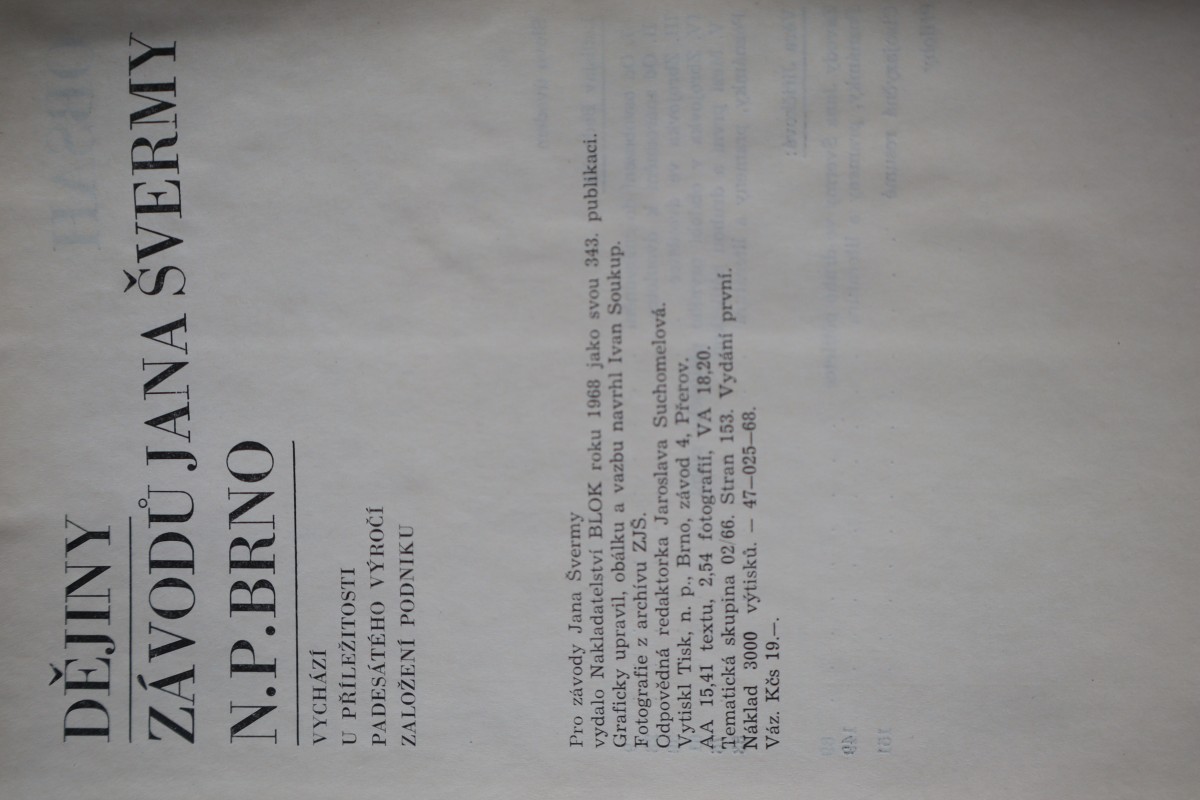 DĚJINY
ZÁVODŮ JANA ŠVERMY
N.P.BRNO
VYCHÁZÍ
U PŘÍLEŽITOSTI
PADESÁTÉHO VÝROČÍ
ZALOŽENÍ PODNIKU
Pro závody Jana Švermy
vydalo Nakladatelství BLOK roku 1968 jako svou 343. publikaci.
Graficky upravil, obálku a vazbu navrhl Ivan Soukup.
Fotografie z archívu ZJŠ.
Odpovědná redaktorka Jaroslava Suchomelová.
Vytiskl Tisk, n. p., Brno, závod 4, Přerov.
AA 15,41 textu, 2,54 fotografií, VA 18,20.
Tematická skupina 02/66. Stran 153. Vydání první.
Náklad 3000 výtisků. — 47—025—68.
Váz. Kčs 19.—.